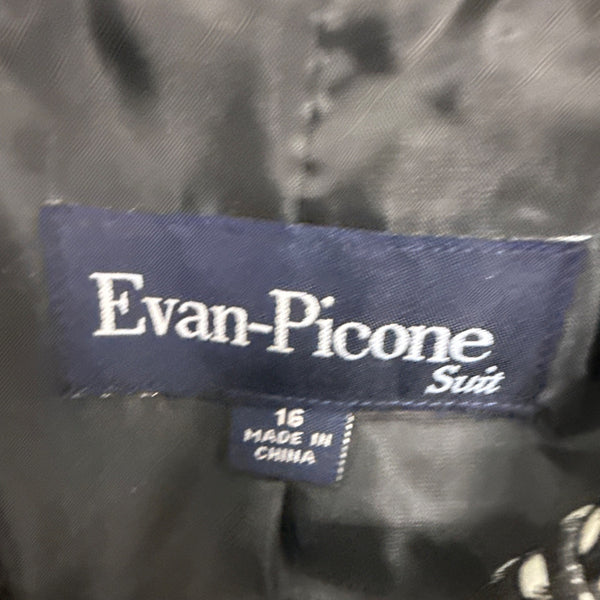 Evan-Picone
Suit
16
MADE IN
CHINA